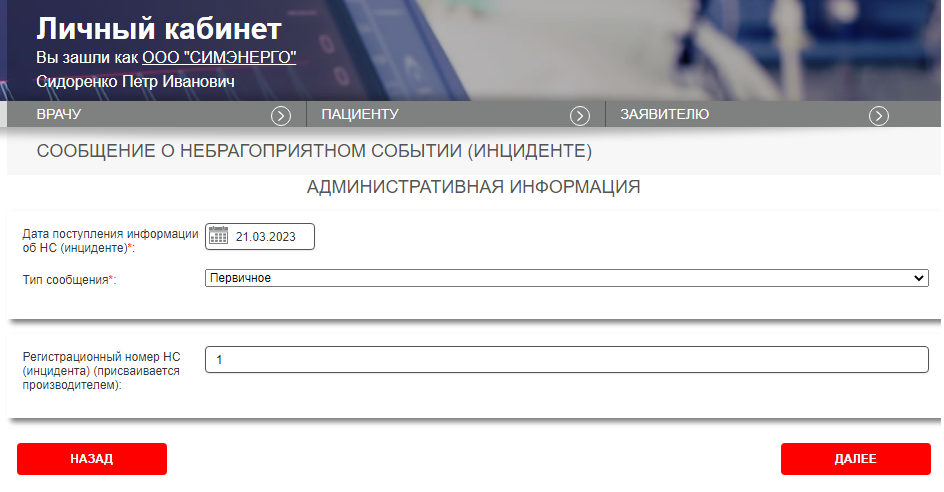 Личный кабинет
Вы зашли как ООО "СИМЭНЕРГО"
Сидоренко Петр Иванович
ВРАЧУ
ПАЦИЕНТУ
ЗАЯВИТЕЛЮ
СООБЩЕНИЕ О НЕБРАГОПРИЯТНОМ СОБЫТИИ (ИНЦИДЕНТЕ)
АДМИНИСТРАТИВНАЯ ИНФОРМАЦИЯ
Дата поступления информации
об НС (инциденте)*:
21.03.2023
Тип сообщения*:
Первичное
Регистрационный номер НС
(инцидента) (присваивается
производителем):
1
НАЗАД
ДАЛЕЕ